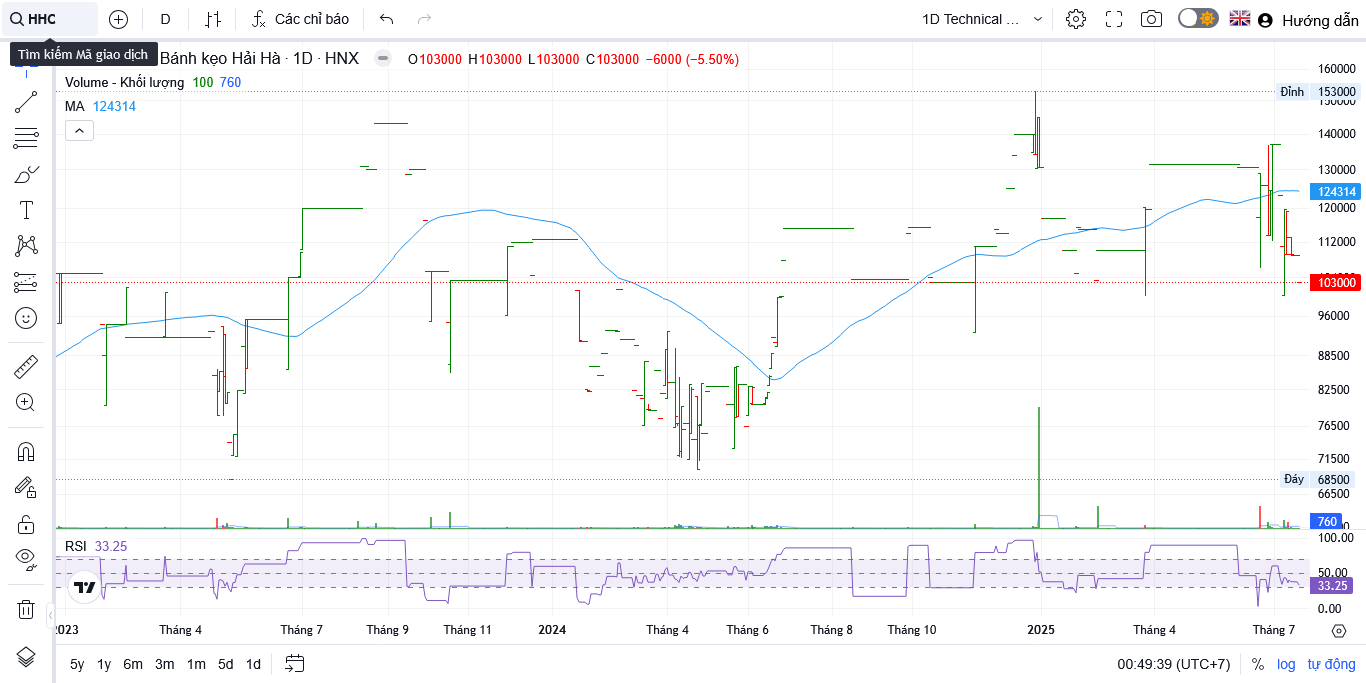 HHC
D
Các chỉ báo
1D Technical ...
Hướng dẫn
Tìm kiếm Mã giao dịch
Bánh kẹo Hải Hà · 1D · HNX
O103000 H103000 L103000 C103000 −6000 (−5.50%)
Volume - Khối lượng 100 760
MA 124314
160000
Đỉnh 153000
150000
140000
130000
124314
120000
112000
104000
103000
96000
88500
82500
76500
71500
Đáy 68500
66500
760
RSI 33.25
100.00
50.00
33.25
0.00
2023
Tháng 4
Tháng 7
Tháng 9
Tháng 11
2024
Tháng 4
Tháng 6
Tháng 8
Tháng 10
2025
Tháng 4
Tháng 7
5y 1y 6m 3m 1m 5d 1d
00:49:39 (UTC+7)
% log tự động